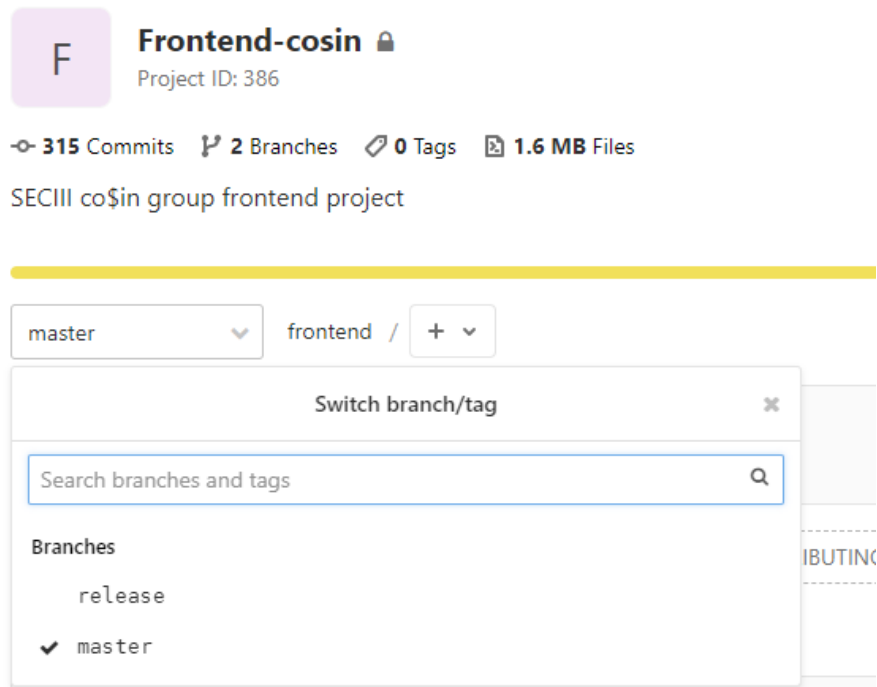 F
Frontend-cosin
Project ID: 386
315 Commits 2 Branches 0 Tags 1.6 MB Files
SECIII co$in group frontend project
master frontend / +
Switch branch/tag
Search branches and tags
Branches
IBUTING
release
master